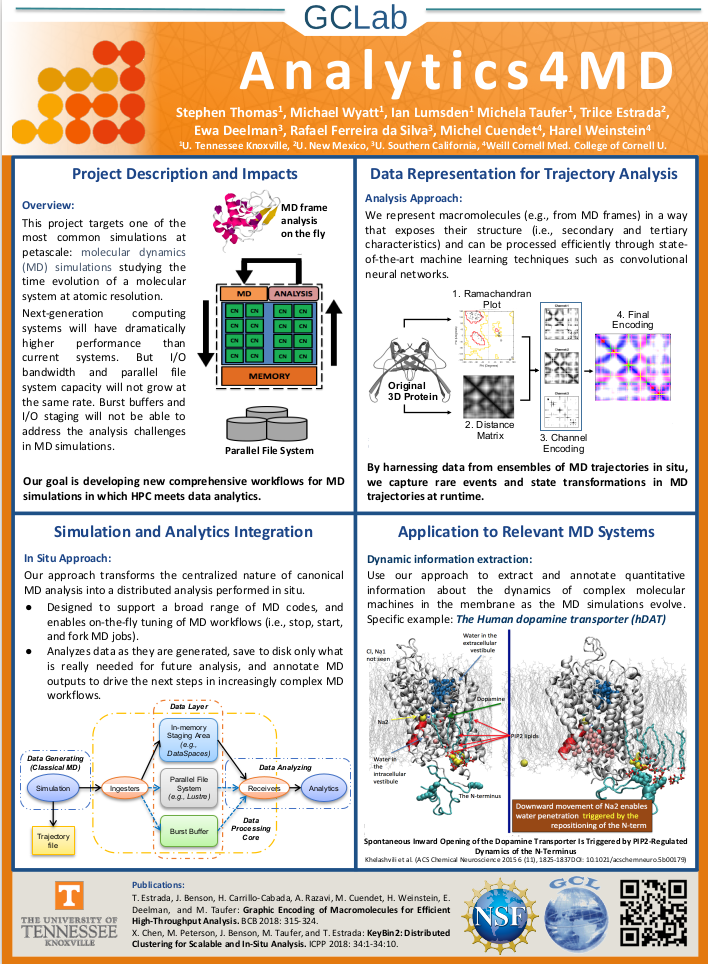 GCLab
Analytics4MD
Stephen Thomas1, Michael Wyatt1, Ian Lumsden1 Michela Taufer1, Trilce Estrada2,
Ewa Deelman3, Rafael Ferreira da Silva3, Michel Cuendet4, Harel Weinstein4
1U. Tennessee Knoxville, 2U. New Mexico, 3U. Southern California, 4Weill Cornell Med. College of Cornell U.
Project Description and Impacts
Overview:
This project targets one of the
most common simulations at
petascale: molecular dynamics
(MD) simulations studying the
time evolution of a molecular
system at atomic resolution.
Next-generation computing
systems will have dramatically
higher performance than
current systems. But I/O
bandwidth and parallel file
system capacity will not grow at
the same rate. Burst buffers and
I/O staging will not be able to
address the analysis challenges
in MD simulations.
MD frame
analysis
on the fly
MD
ANALYSIS
CN CN CN CN
CN CN CN CN
CN CN CN CN
CN CN CN CN
MEMORY
Parallel File System
Our goal is developing new comprehensive workflows for MD
simulations in which HPC meets data analytics.
Data Representation for Trajectory Analysis
Analysis Approach:
We represent macromolecules (e.g., from MD frames) in a way
that exposes their structure (i.e., secondary and tertiary
characteristics) and can be processed efficiently through state-
of-the-art machine learning techniques such as convolutional
neural networks.
1. Ramachandran
Plot
Original
3D Protein
2. Distance
Matrix
3. Channel
Encoding
4. Final
Encoding
By harnessing data from ensembles of MD trajectories in situ,
we capture rare events and state transformations in MD
trajectories at runtime.
Simulation and Analytics Integration
In Situ Approach:
Our approach transforms the centralized nature of canonical
MD analysis into a distributed analysis performed in situ.
● Designed to support a broad range of MD codes, and
enables on-the-fly tuning of MD workflows (i.e., stop, start,
and fork MD jobs).
● Analyzes data as they are generated, save to disk only what
is really needed for future analysis, and annotate MD
outputs to drive the next steps in increasingly complex MD
workflows.
Data Layer
In-memory
Staging Area
(e.g.,
DataSpaces)
Data Generating
(Classical MD)
Data Analyzing
Simulation
Ingesters
Parallel File
System
(e.g., Lustre)
Receivers
Analytics
Trajectory
file
Burst Buffer
Data
Processing
Core
Application to Relevant MD Systems
Dynamic information extraction:
Use our approach to extract and annotate quantitative
information about the dynamics of complex molecular
machines in the membrane as the MD simulations evolve.
Specific example: The Human dopamine transporter (hDAT)
Water in the
extracellular
vestibule
Cl, Na1
not seen
Dopamine
Na2
PIP2 lipids
Water in
the
intracellular
vestibule
The N-terminus
Downward movement of Na2 enables
water penetration triggered by the
repositioning of the N-term
Spontaneous Inward Opening of the Dopamine Transporter Is Triggered by PIP2-Regulated
Dynamics of the N-Terminus
Khelashvili et al. (ACS Chemical Neuroscience 2015 6 (11), 1825-1837DOI: 10.1021/acschemneuro.5b00179)
T
THE UNIVERSITY OF
TENNESSEE
KNOXVILLE
Publications:
T. Estrada, J. Benson, H. Carrillo-Cabada, A. Razavi, M. Cuendet, H. Weinstein, E.
Deelman, and M. Taufer: Graphic Encoding of Macromolecules for Efficient
High-Throughput Analysis. BCB 2018: 315-324.
X. Chen, M. Peterson, J. Benson, M. Taufer, and T. Estrada: KeyBin2: Distributed
Clustering for Scalable and In-Situ Analysis. ICPP 2018: 34:1-34:10.
NSF
GCL